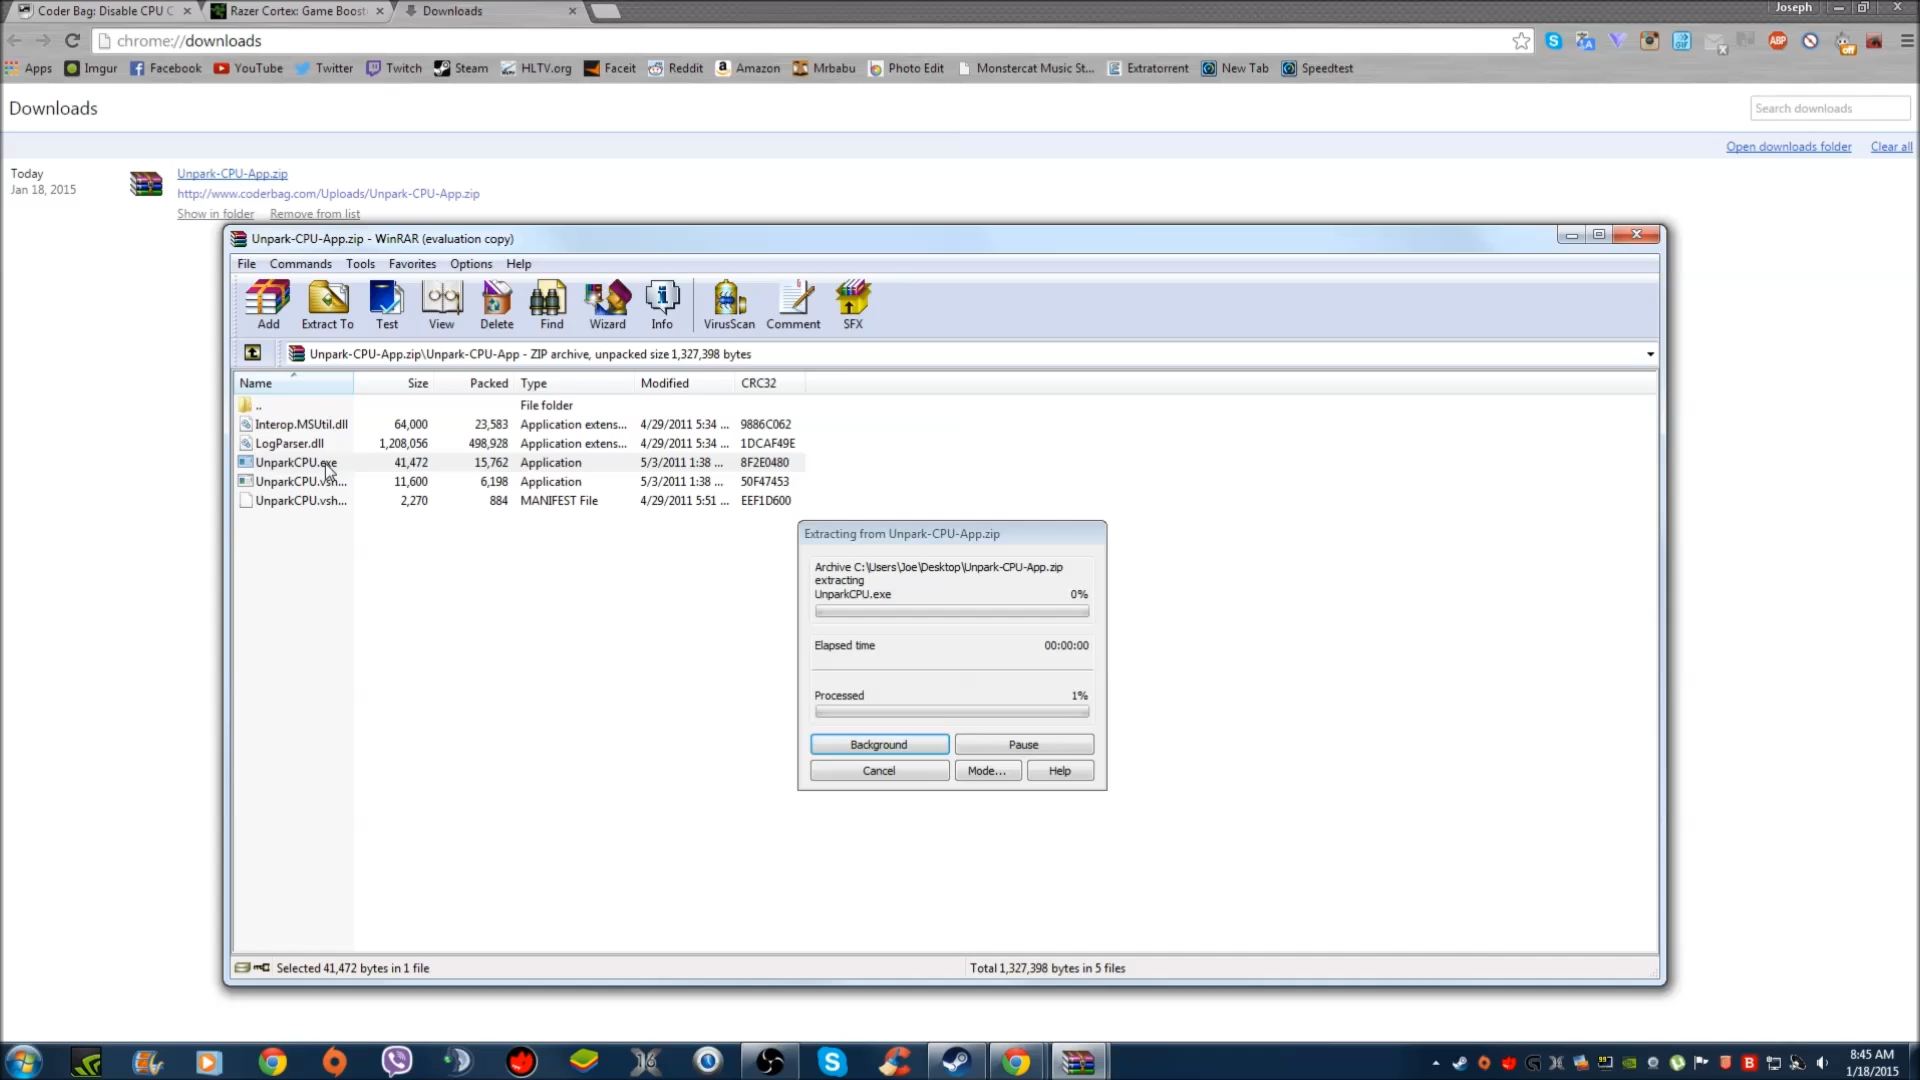 Coder Bag: Disable CPU C
Razer Cortex: Game Boost
Downloads
Joseph
chrome://downloads
Apps
Imgur
Facebook
YouTube
Twitter
Twitch
Steam
HLTV.org
Faceit
Reddit
Amazon
Mrbabu
Photo Edit
Monstercat Music St...
Extratorrent
New Tab
Speedtest
Downloads
Search downloads
Open downloads folder
Clear all
Today
Jan 18, 2015
Unpark-CPU-App.zip
http://www.coderbag.com/Uploads/Unpark-CPU-App.zip
Show in folder
Remove from list
Unpark-CPU-App.zip - WinRAR (evaluation copy)
File Commands Tools Favorites Options Help
Add
Extract To
Test
View
Delete
Find
Wizard
Info
VirusScan
Comment
SFX
Unpark-CPU-App.zip\Unpark-CPU-App - ZIP archive, unpacked size 1,327,398 bytes
Name Size Packed Type Modified CRC32
.. File folder
Interop.MSUtil.dll 64,000 23,583 Application extens... 4/29/2011 5:34 ... 9886C062
LogParser.dll 1,208,056 498,928 Application extens... 4/29/2011 5:34 ... 1DCAF49E
UnparkCPU.exe 41,472 15,762 Application 5/3/2011 1:38 ... 8F2E0480
UnparkCPU.vsh... 11,600 6,198 Application 5/3/2011 1:38 ... 50F47453
UnparkCPU.vsh... 2,270 884 MANIFEST File 4/29/2011 5:51 ... EEF1D600
Extracting from Unpark-CPU-App.zip
Archive C:\Users\Joe\Desktop\Unpark-CPU-App.zip
extracting
UnparkCPU.exe 0%
Elapsed time 00:00:00
Processed 1%
Background
Pause
Cancel
Mode...
Help
Selected 41,472 bytes in 1 file
Total 1,327,398 bytes in 5 files
8:45 AM
1/18/2015